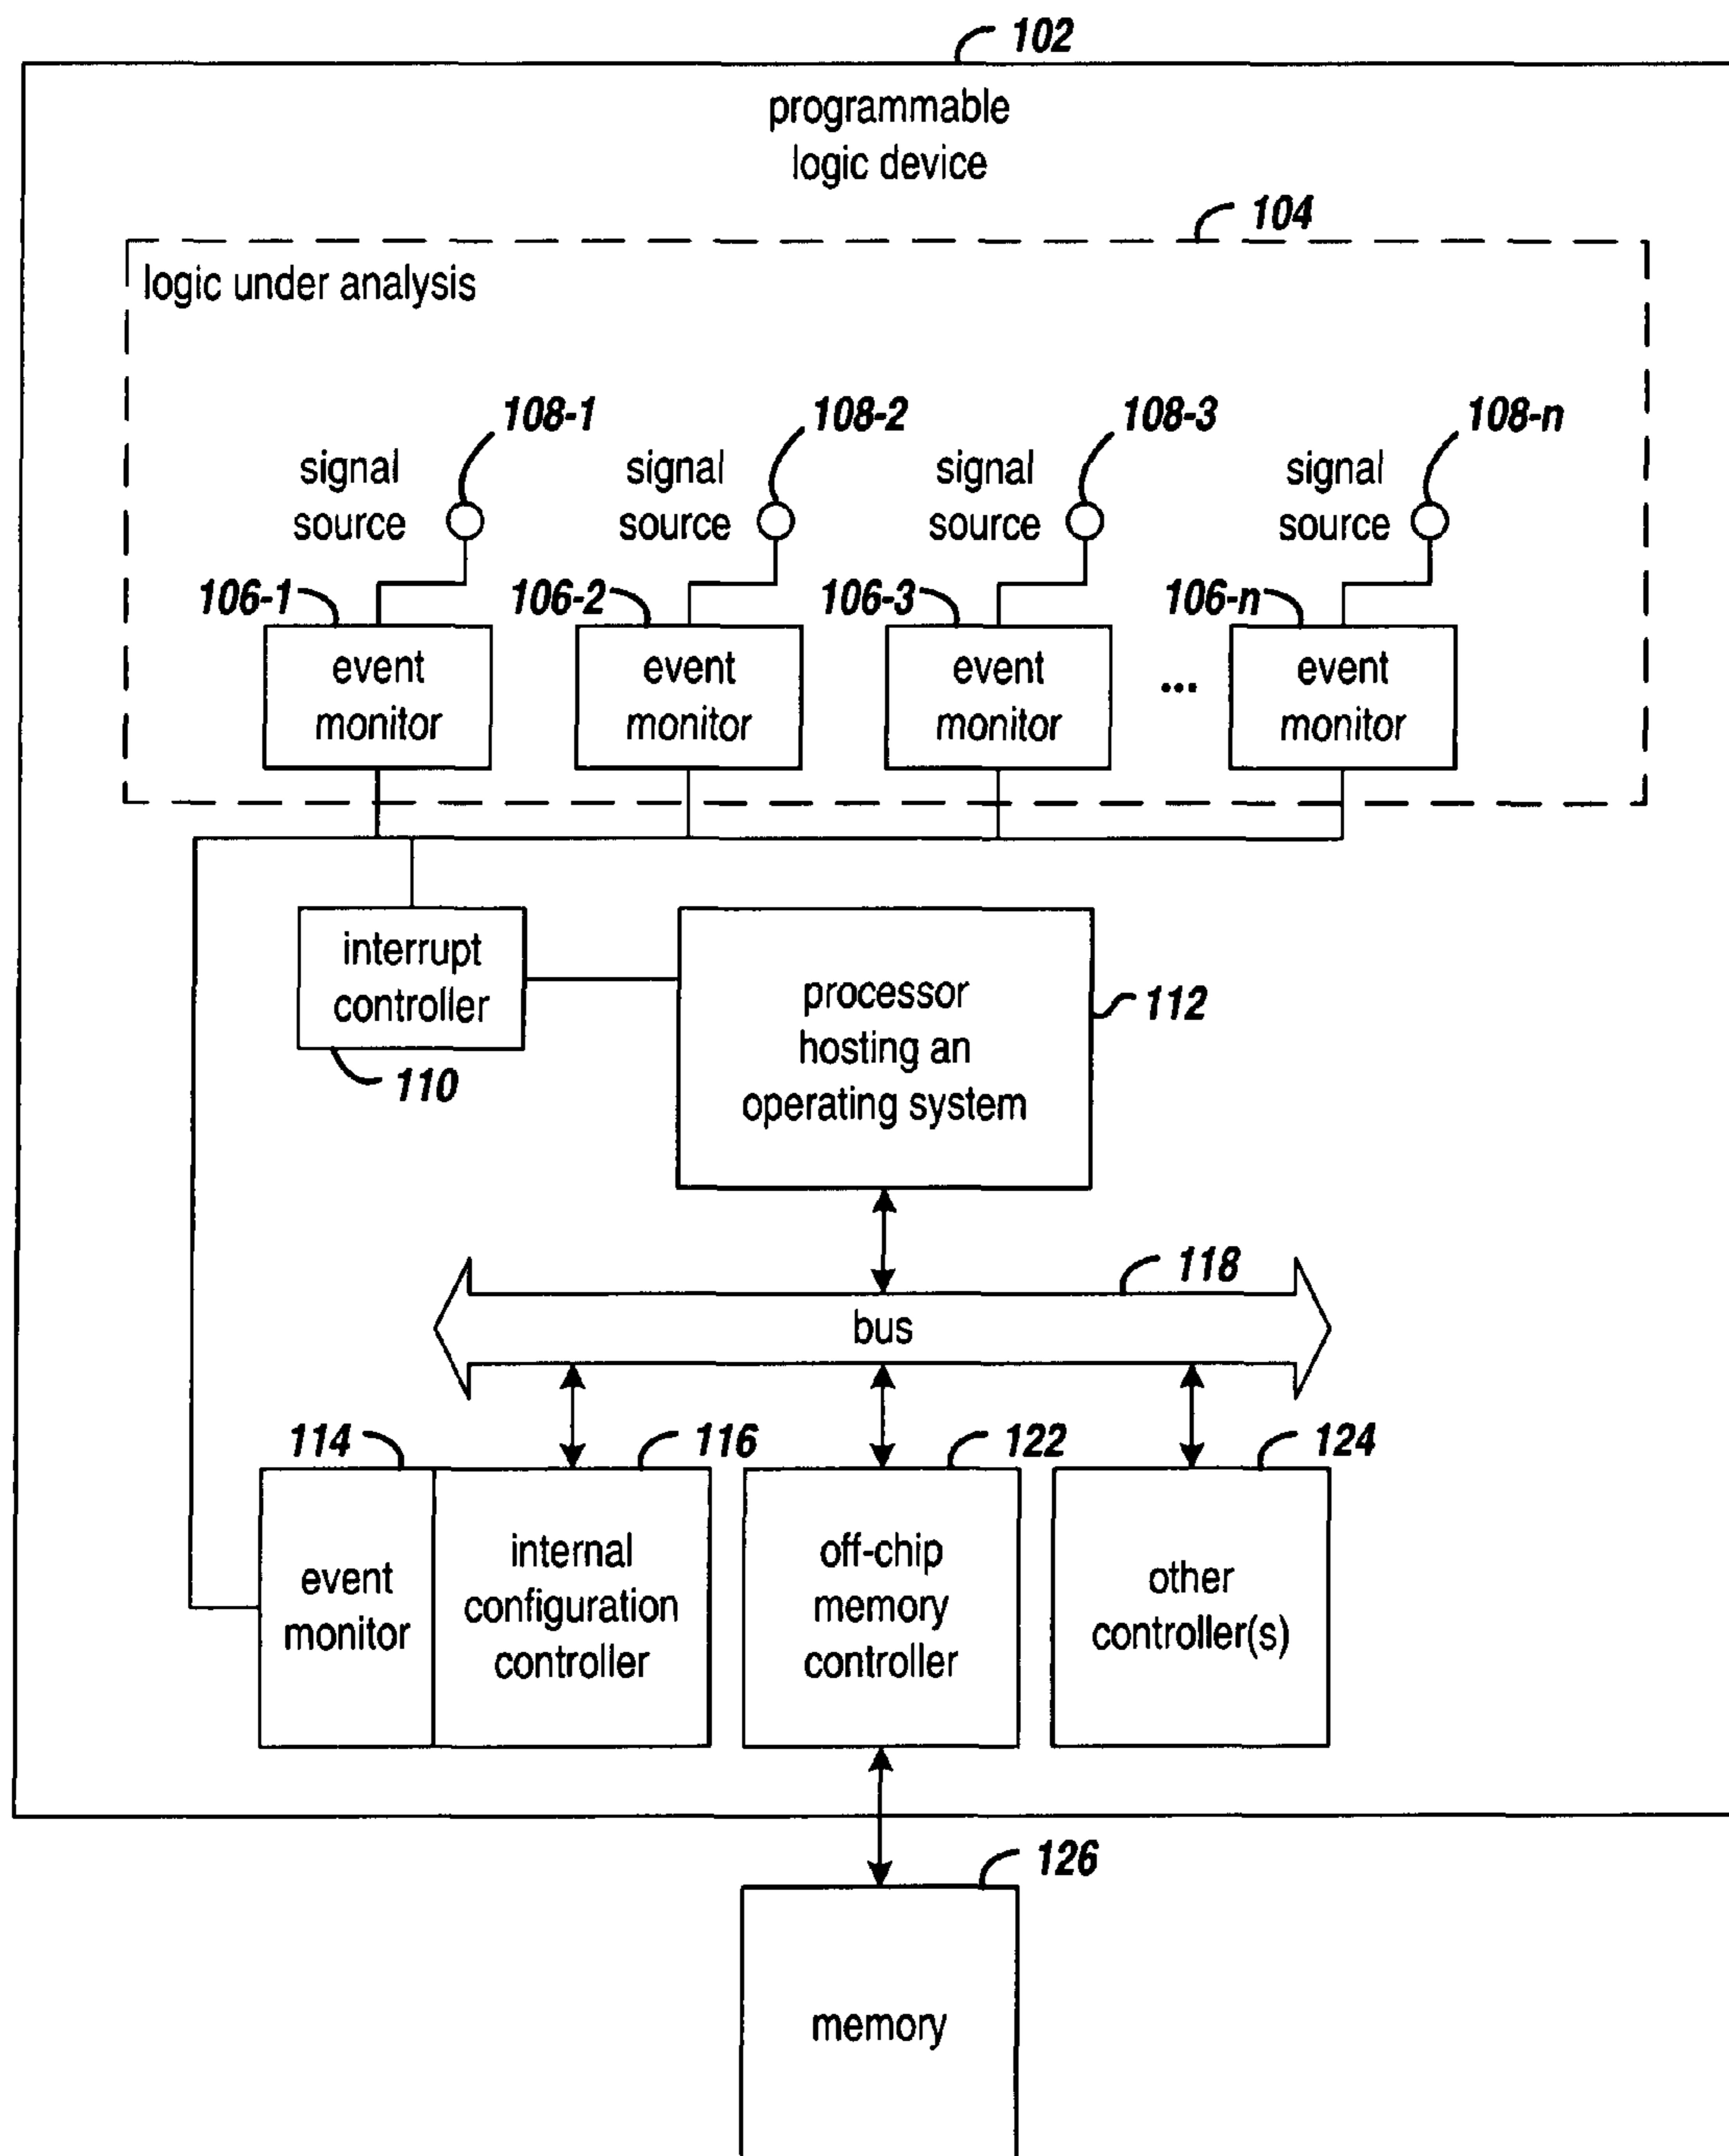 102
programmable
logic device
104
logic under analysis
108-1
108-2
108-3
108-n
signal
source
signal
source
signal
source
signal
source
106-1
106-2
106-3
106-n
event
monitor
event
monitor
event
monitor
...
event
monitor
interrupt
controller
110
processor
hosting an
operating system
112
118
bus
114
116
122
124
event
monitor
internal
configuration
controller
off-chip
memory
controller
other
controller(s)
126
memory